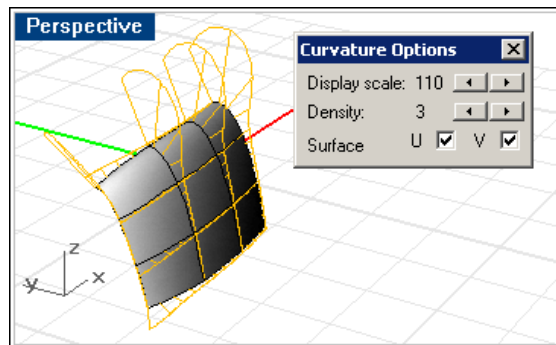 Perspective
Curvature Options
Display scale: 110
Density: 3
Surface U V
z
y x